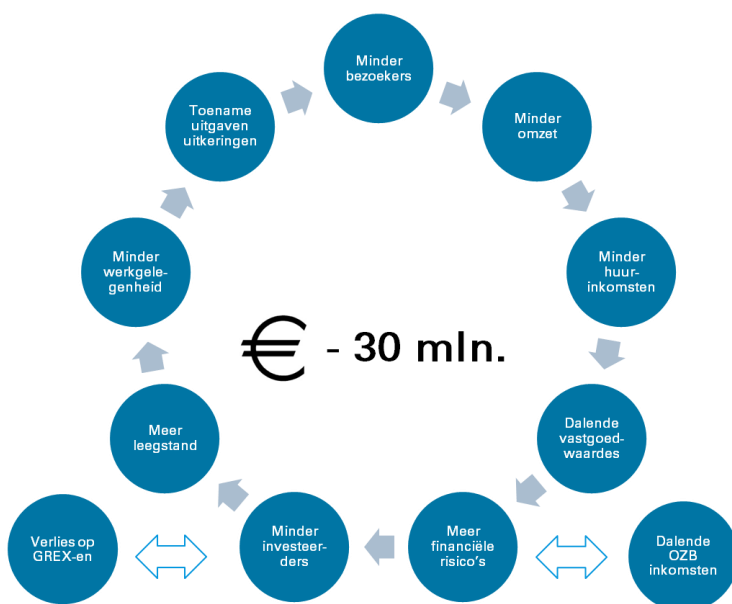 Minder
bezoekers
Minder
omzet
Minder
huur-
inkomsten
Dalende
vastgoed-
waardes
Meer
financiële
risico's
Dalende
OZB
inkomsten
Minder
investeer-
ders
Verlies op
GREX-en
Meer
leegstand
Minder
werkgele-
genheid
Toename
uitgaven
uitkeringen
€ - 30 mln.